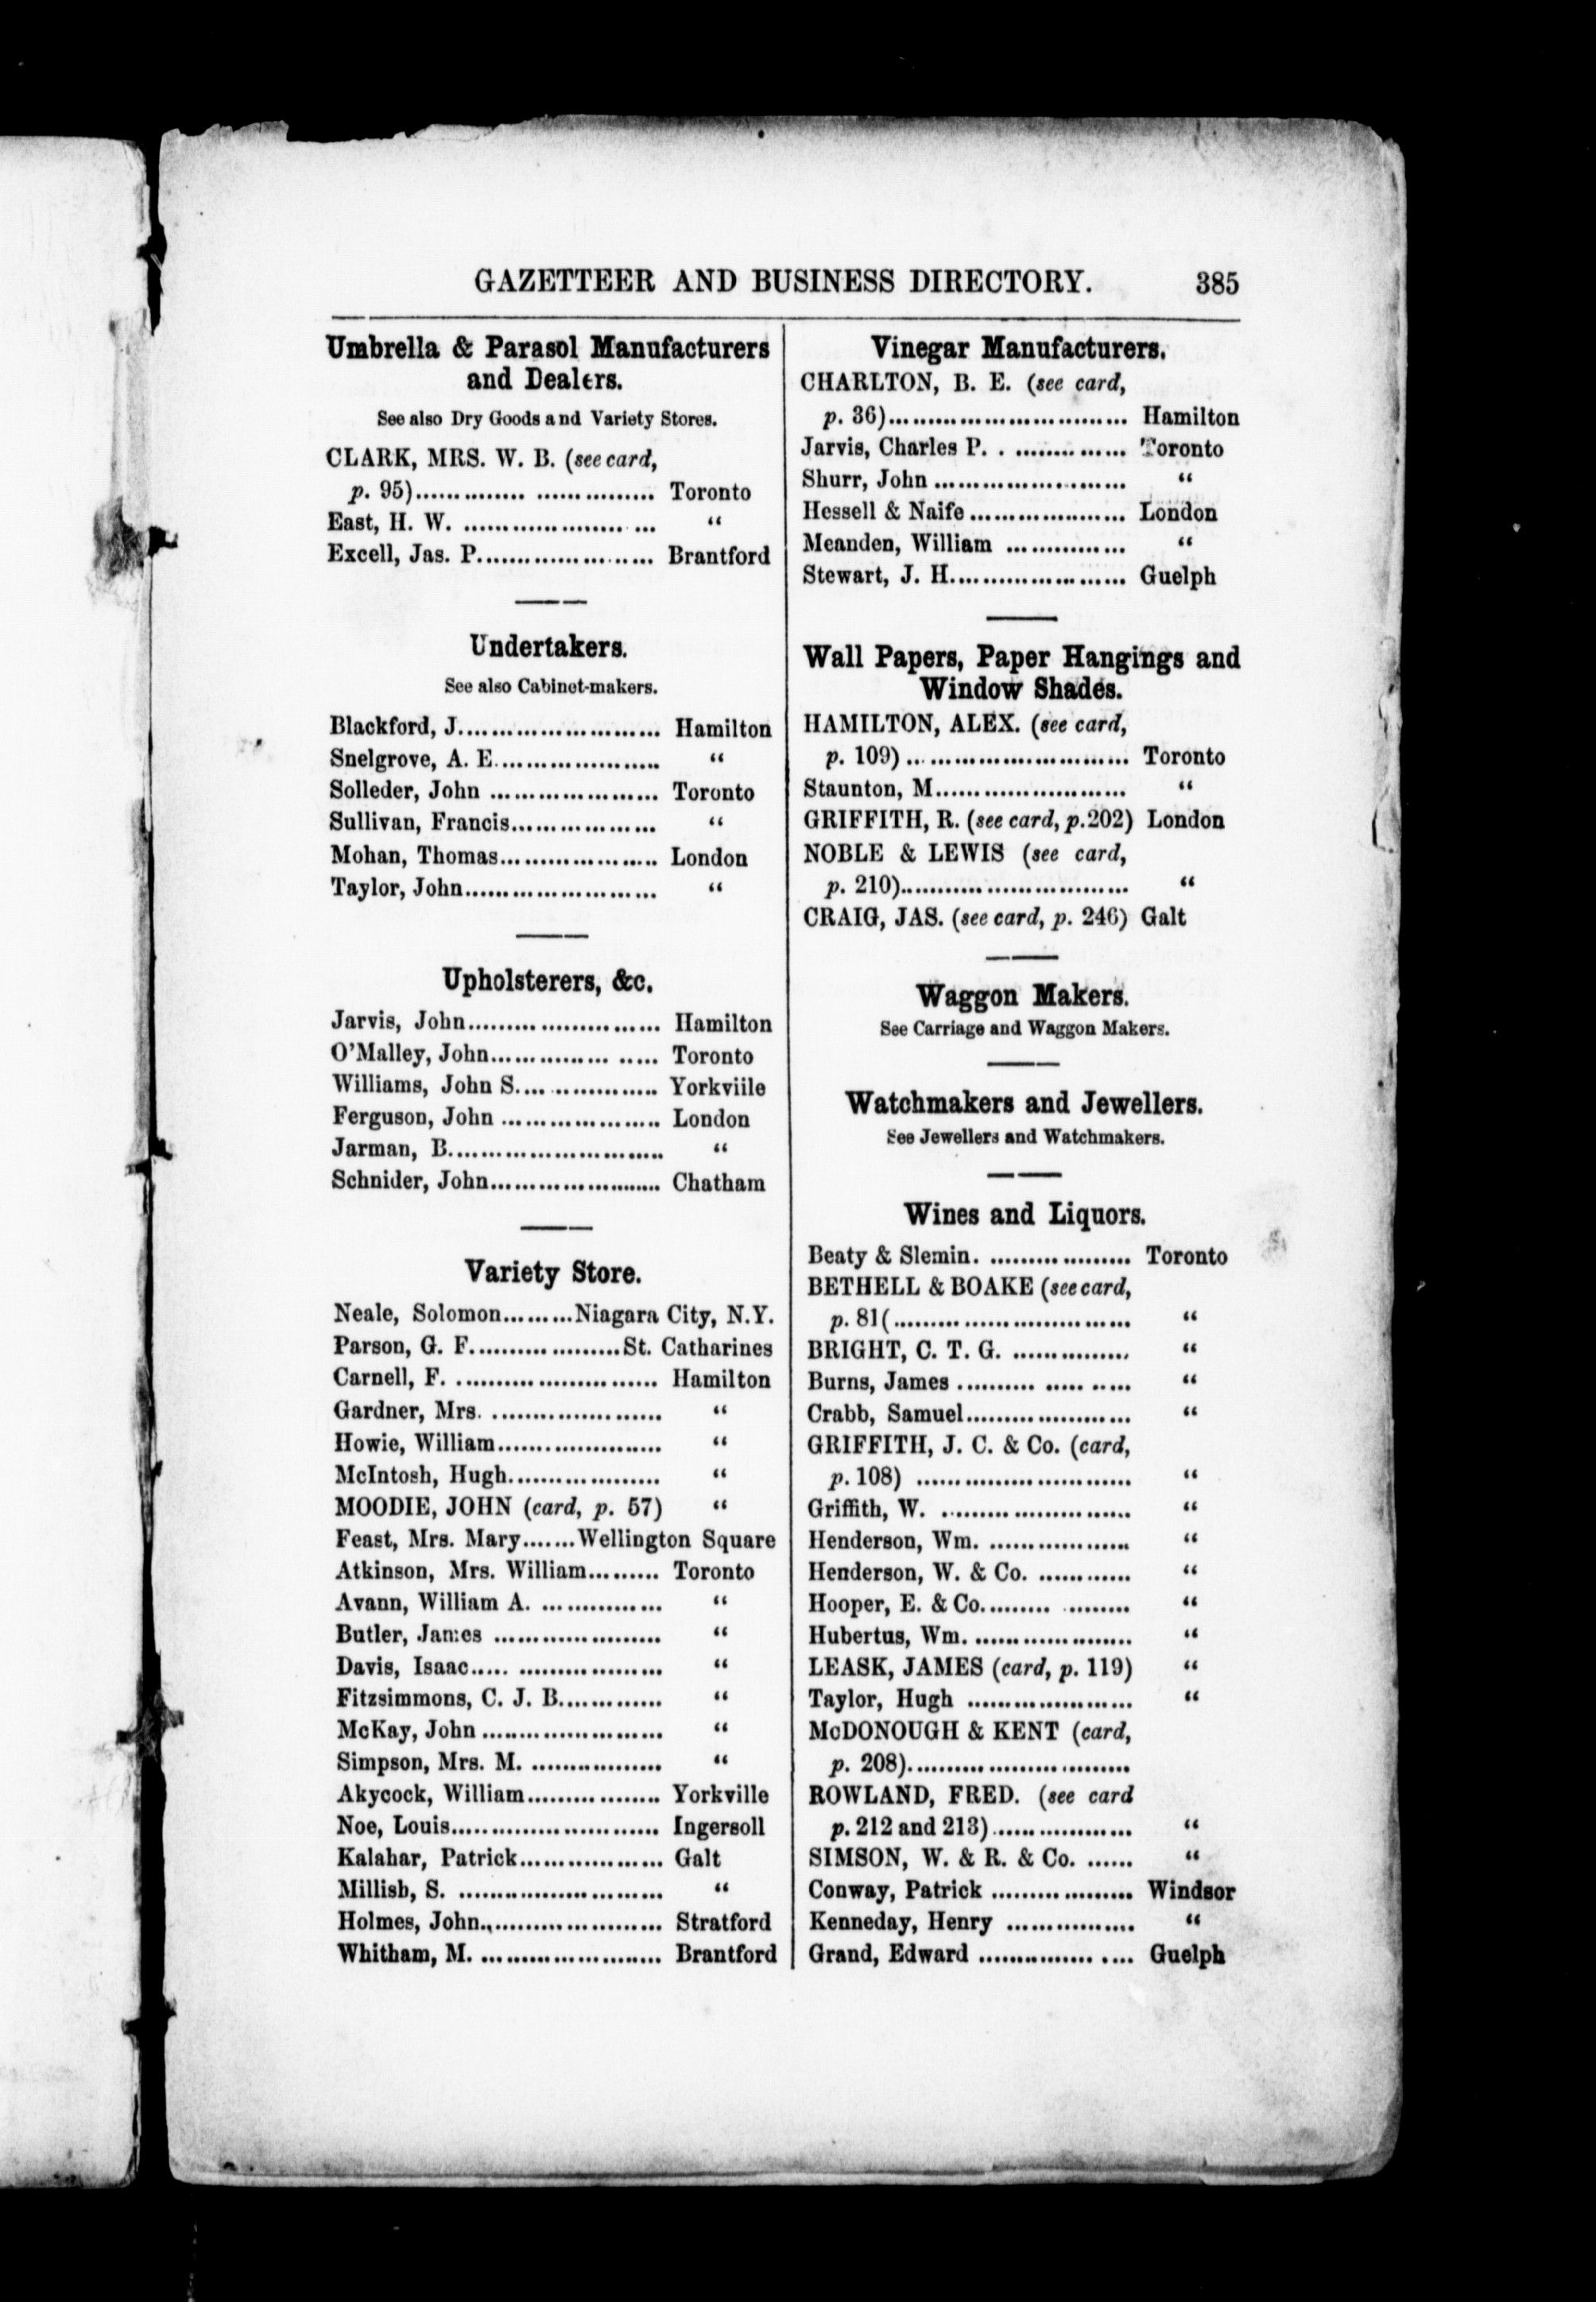 GAZETTEER AND BUSINESS DIRECTORY. 385
Umbrella & Parasol Manufacturers
and Dealers.
See also Dry Goods and Variety Stores.
CLARK, MRS. W. B. (see card,
p. 95).............................. Toronto
East, H. W. ........................ “
Excell, Jas. P...................... Brantford
Undertakers.
See also Cabinet-makers.
Blackford, J......................... Hamilton
Snelgrove, A. E..................... “
Solleder, John ..................... Toronto
Sullivan, Francis.................. “
Mohan, Thomas................... London
Taylor, John........................ “
Upholsterers, &c.
Jarvis, John........................ Hamilton
O’Malley, John.................... Toronto
Williams, John S.................. Yorkviile
Ferguson, John ................... London
Jarman, B........................... “
Schnider, John..................... Chatham
Variety Store.
Neale, Solomon.........Niagara City, N.Y.
Parson, G. F...................St. Catharines
Carnell, F. .......................... Hamilton
Gardner, Mrs. ..................... “
Howie, William..................... “
McIntosh, Hugh................... “
MOODIE, JOHN (card, p. 57) “
Feast, Mrs. Mary.......Wellington Square
Atkinson, Mrs. William......... Toronto
Avann, William A. ............... “
Butler, James ..................... “
Davis, Isaac....................... “
Fitzsimmons, C. J. B............. “
McKay, John ....................... “
Simpson, Mrs. M. ................. “
Akycock, William................. Yorkville
Noe, Louis.......................... Ingersoll
Kalahar, Patrick.................. Galt
Millish, S. .......................... “
Holmes, John....................... Stratford
Whitham, M. ....................... Brantford
Vinegar Manufacturers.
CHARLTON, B. E. (see card,
p. 36).............................. Hamilton
Jarvis, Charles P. . .............. Toronto
Shurr, John ........................ “
Hessell & Naife.................... London
Meanden, William ............... “
Stewart, J. H...................... Guelph
Wall Papers, Paper Hangings and
Window Shades.
HAMILTON, ALEX. (see card,
p. 109) ............................ Toronto
Staunton, M........................ “
GRIFFITH, R. (see card, p.202) London
NOBLE & LEWIS (see card,
p. 210)............................. “
CRAIG, JAS. (see card, p. 246) Galt
Waggon Makers.
See Carriage and Waggon Makers.
Watchmakers and Jewellers.
See Jewellers and Watchmakers.
Wines and Liquors.
Beaty & Slemin. .................. Toronto
BETHELL & BOAKE (see card,
p. 81(.............................. “
BRIGHT, C. T. G. ............... “
Burns, James .................... “
Crabb, Samuel..................... “
GRIFFITH, J. C. & Co. (card,
p. 108) ........................... “
Griffith, W. ........................ “
Henderson, Wm. .................. “
Henderson, W. & Co. ............ “
Hooper, E. & Co.................. “
Hubertus, Wm. .................... “
LEASK, JAMES (card, p. 119) “
Taylor, Hugh ..................... “
McDONOUGH & KENT (card,
p. 208)............................
ROWLAND, FRED. (see card
p. 212 and 213).................. “
SIMSON, W. & R. & Co. ...... “
Conway, Patrick .................. Windsor
Kenneday, Henry ................ “
Grand, Edward ................... Guelph